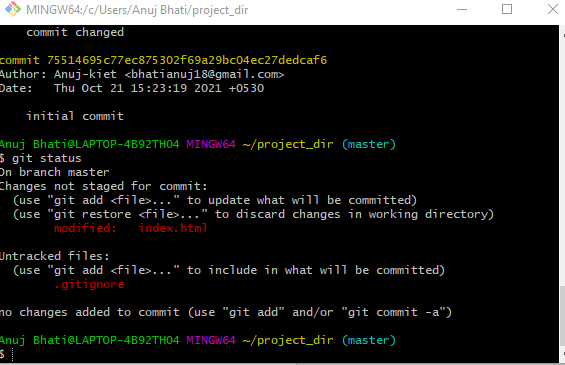 MINGW64:/c/Users/Anuj Bhati/project_dir
commit changed
commit 75514695c77ec875302f69a29bc04ec27dedcaf6
Author: Anuj-kiet <bhatianuj18@gmail.com>
Date:   Thu Oct 21 15:23:19 2021 +0530
initial commit
Anuj Bhati@LAPTOP-4B92TH04 MINGW64 ~/project_dir (master)
$ git status
On branch master
Changes not staged for commit:
  (use "git add <file>..." to update what will be committed)
  (use "git restore <file>..." to discard changes in working directory)
        modified:   index.html
Untracked files:
  (use "git add <file>..." to include in what will be committed)
        .gitignore
no changes added to commit (use "git add" and/or "git commit -a")
Anuj Bhati@LAPTOP-4B92TH04 MINGW64 ~/project_dir (master)
$